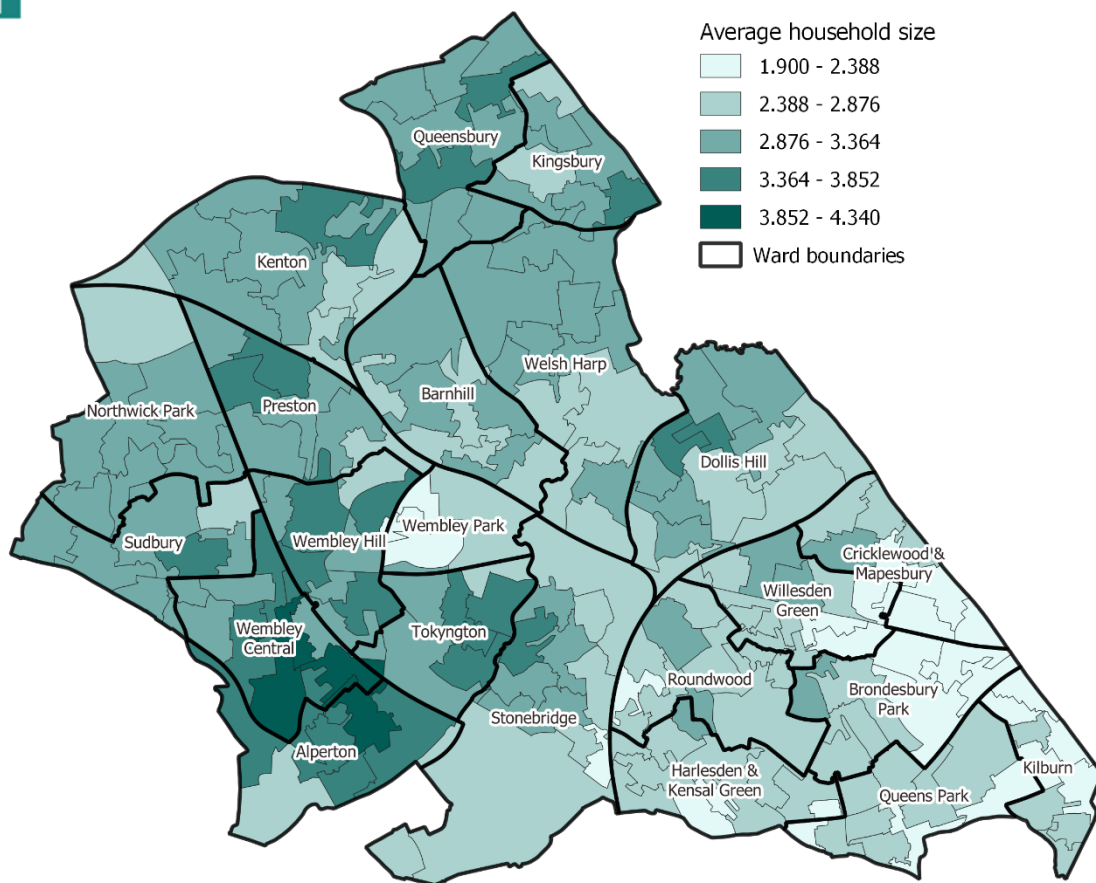 Average household size
1.900 - 2.388
2.388 - 2.876
2.876 - 3.364
3.364 - 3.852
3.852 - 4.340
Ward boundaries
Queensbury
Kingsbury
Kenton
Welsh Harp
Barnhill
Preston
Northwick Park
Dollis Hill
Wembley Park
Wembley Hill
Sudbury
Cricklewood &
Mapesbury
Willesden
Green
Wembley
Central
Tokyngton
Roundwood
Brondesbury
Park
Stonebridge
Alperton
Harlesden &
Kensal Green
Kilburn
Queens Park